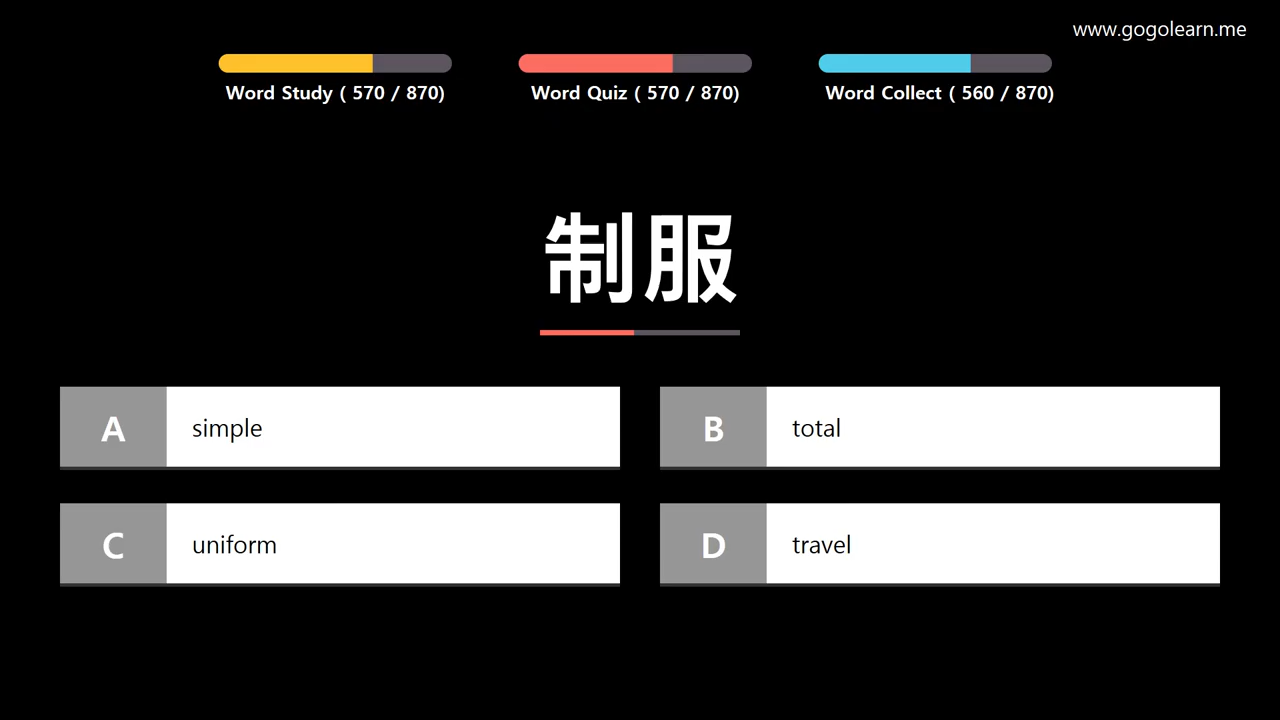 www.gogolearn.me
Word Study ( 570 / 870)
Word Quiz ( 570 / 870)
Word Collect ( 560 / 870)
制服
A simple
B total
C uniform
D travel